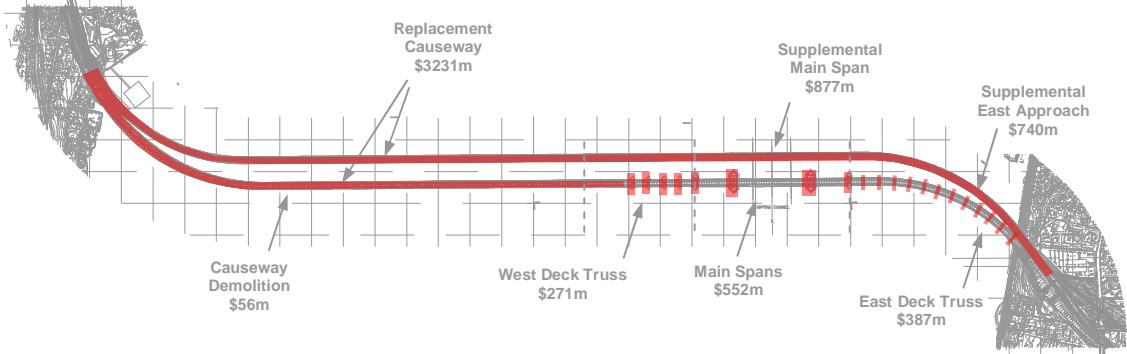 Replacement
Causeway
$3231m
Supplemental
Main Span
$877m
Supplemental
East Approach
$740m
Causeway
Demolition
$56m
West Deck Truss
$271m
Main Spans
$552m
East Deck Truss
$387m